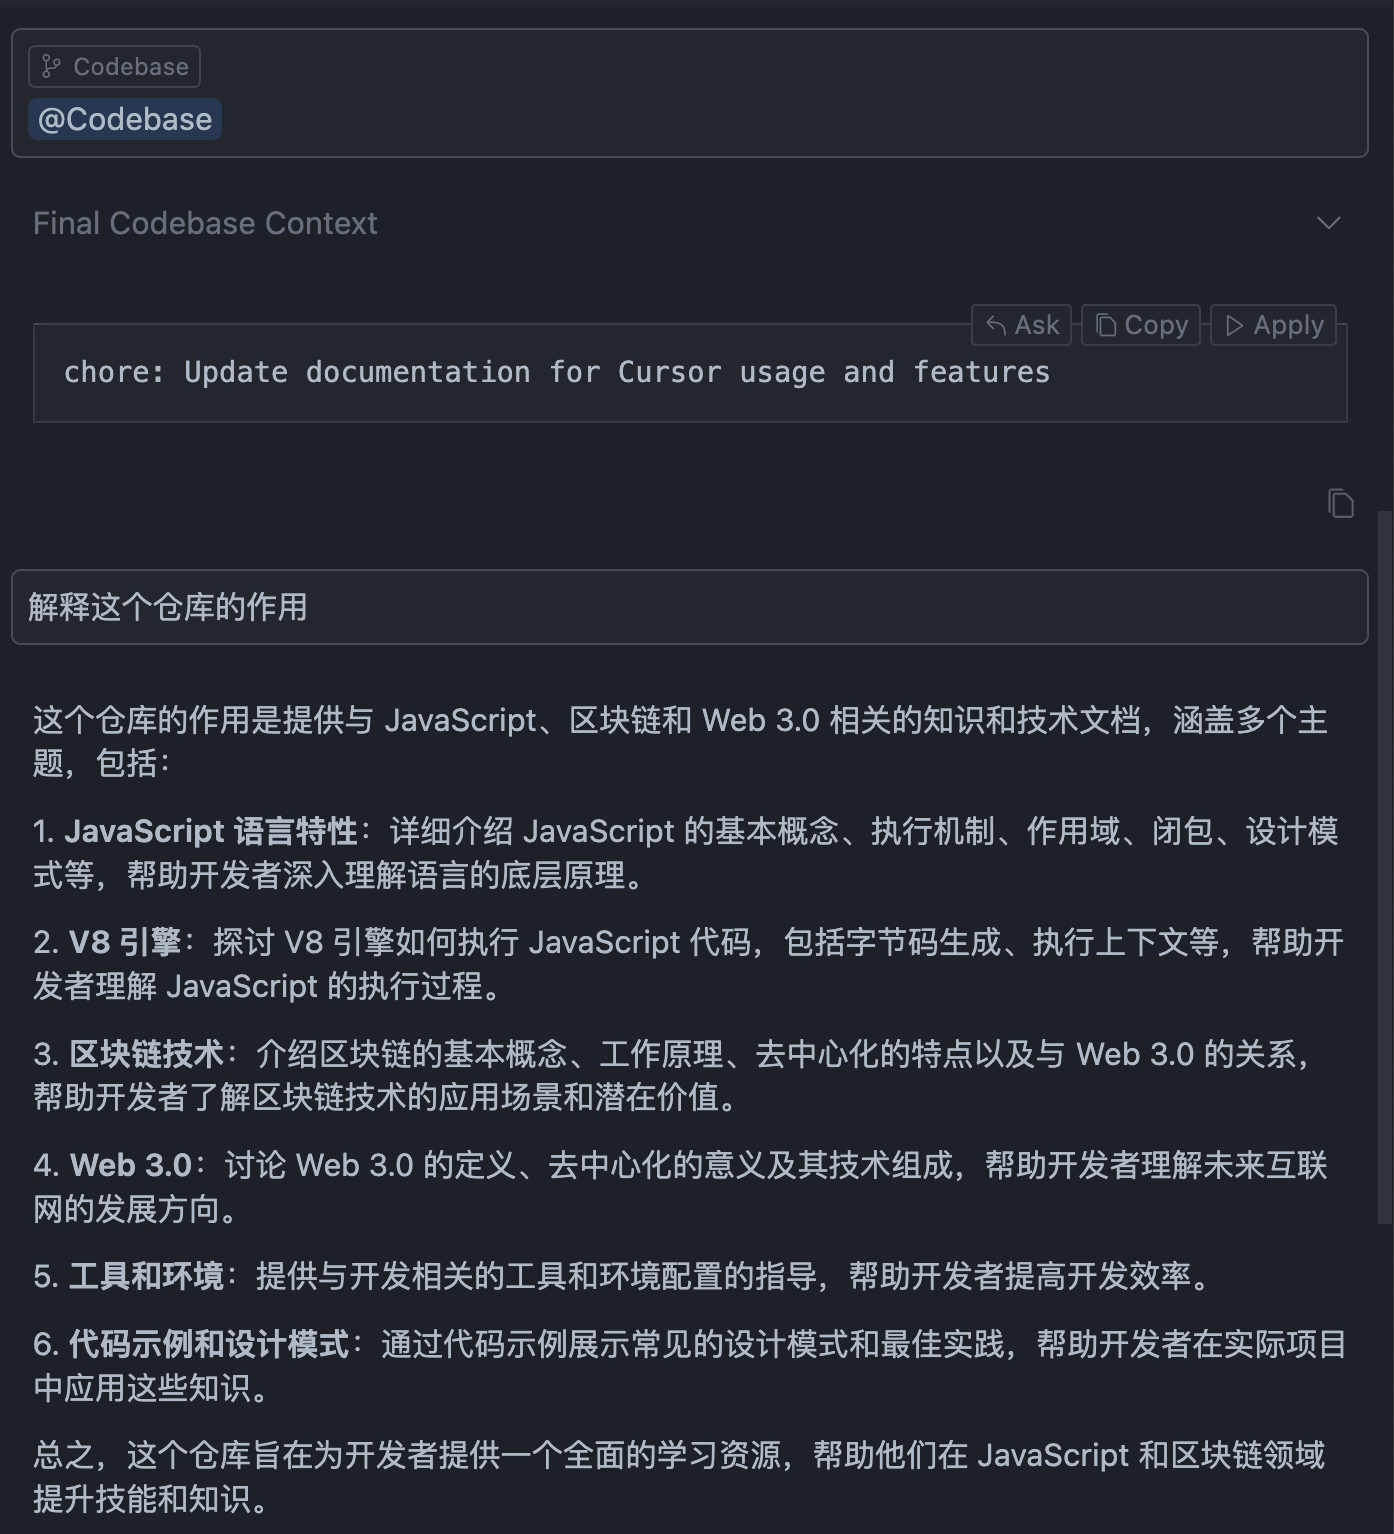 Codebase
@Codebase
Final Codebase Context
Ask Copy Apply
chore: Update documentation for Cursor usage and features
解释这个仓库的作用
这个仓库的作用是提供与 JavaScript、区块链和 Web 3.0 相关的知识和技术文档，涵盖多个主
题，包括：
1. JavaScript 语言特性：详细介绍 JavaScript 的基本概念、执行机制、作用域、闭包、设计模
式等，帮助开发者深入理解语言的底层原理。
2. V8 引擎：探讨 V8 引擎如何执行 JavaScript 代码，包括字节码生成、执行上下文等，帮助开
发者理解 JavaScript 的执行过程。
3. 区块链技术：介绍区块链的基本概念、工作原理、去中心化的特点以及与 Web 3.0 的关系，
帮助开发者了解区块链技术的应用场景和潜在价值。
4. Web 3.0：讨论 Web 3.0 的定义、去中心化的意义及其技术组成，帮助开发者理解未来互联
网的发展方向。
5. 工具和环境：提供与开发相关的工具和环境配置的指导，帮助开发者提高开发效率。
6. 代码示例和设计模式：通过代码示例展示常见的设计模式和最佳实践，帮助开发者在实际项目
中应用这些知识。
总之，这个仓库旨在为开发者提供一个全面的学习资源，帮助他们在 JavaScript 和区块链领域
提升技能和知识。